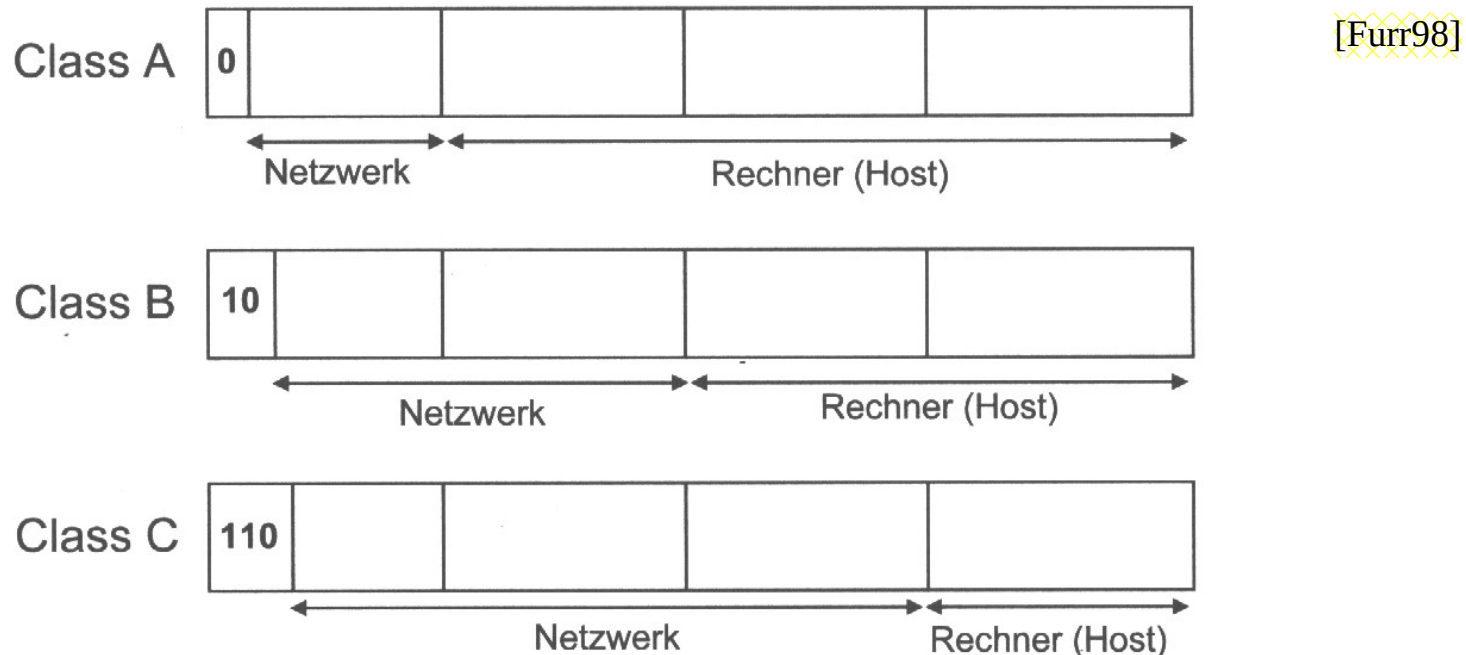 [Furr98]
Class A 0
Netzwerk Rechner (Host)
Class B 10
Netzwerk Rechner (Host)
Class C 110
Netzwerk Rechner (Host)